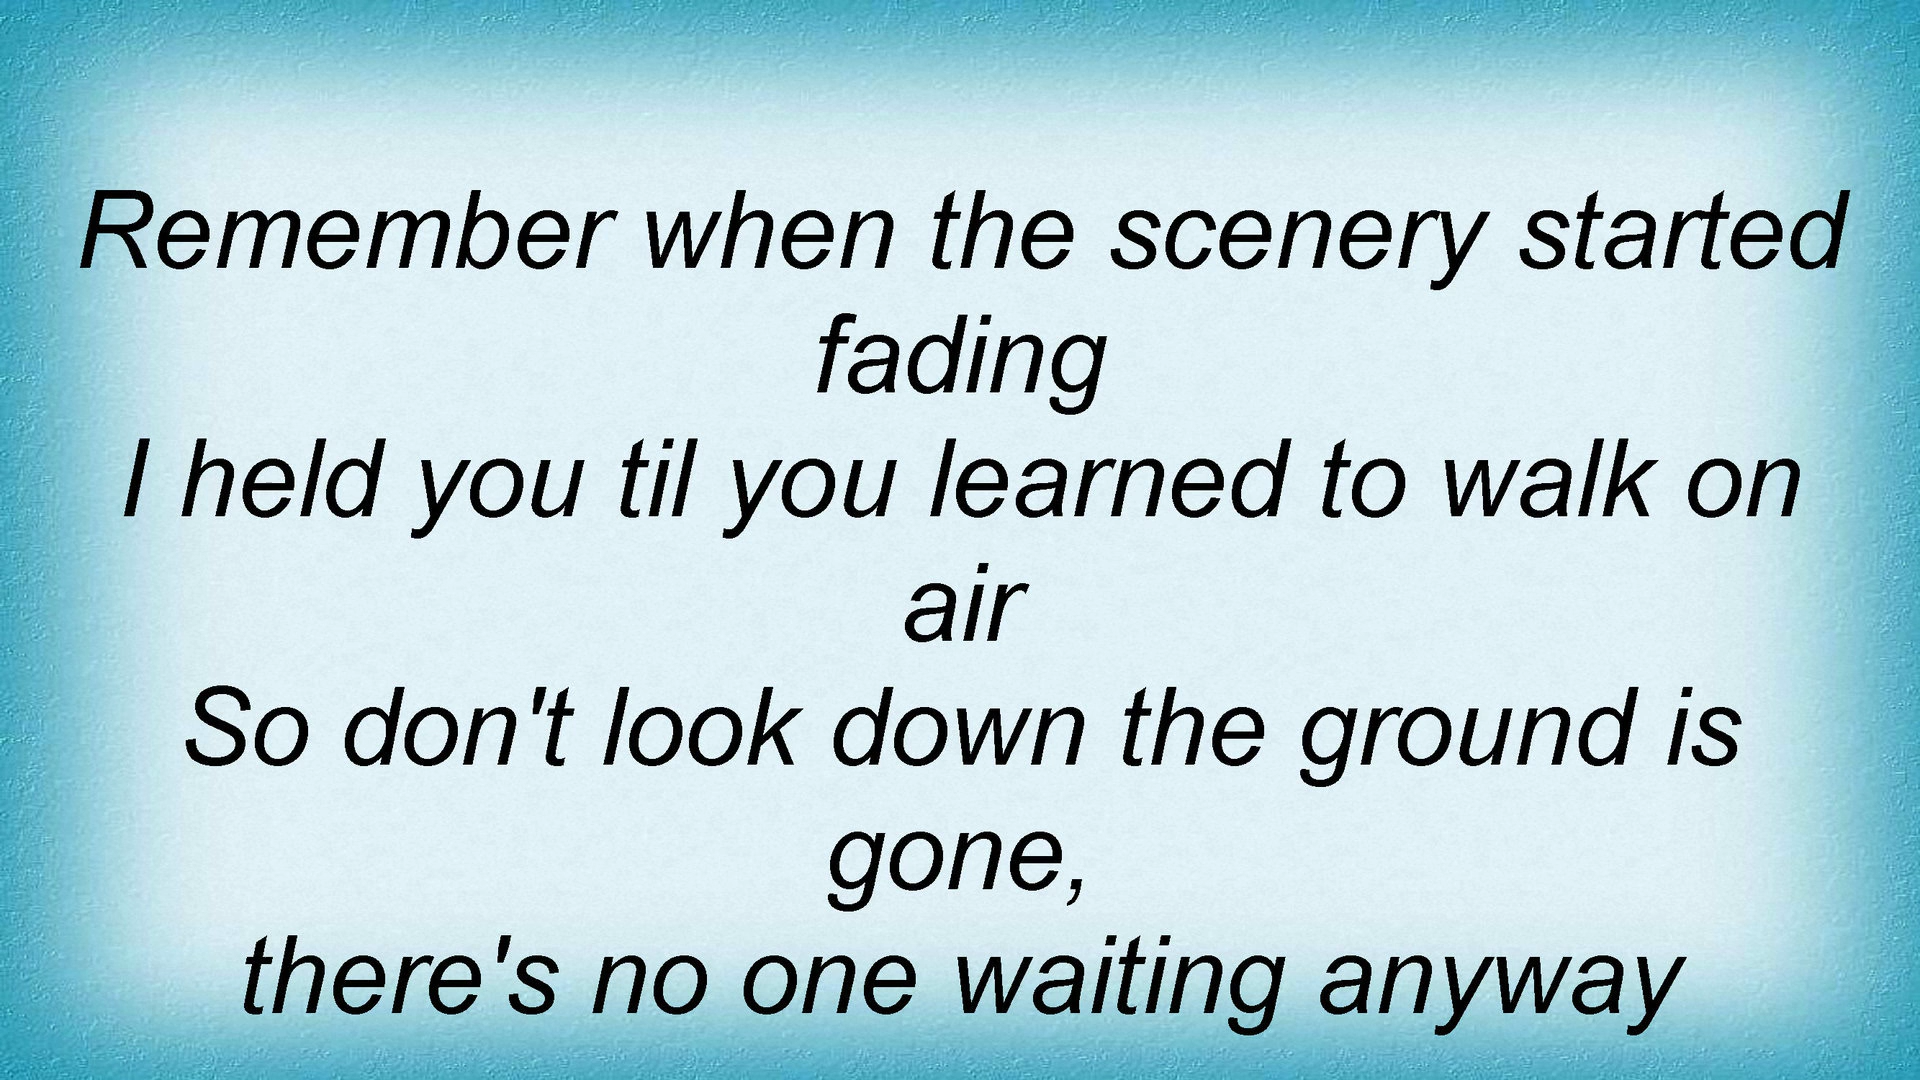 Remember when the scenery started
fading
I held you til you learned to walk on
air
So don't look down the ground is
gone,
there's no one waiting anyway